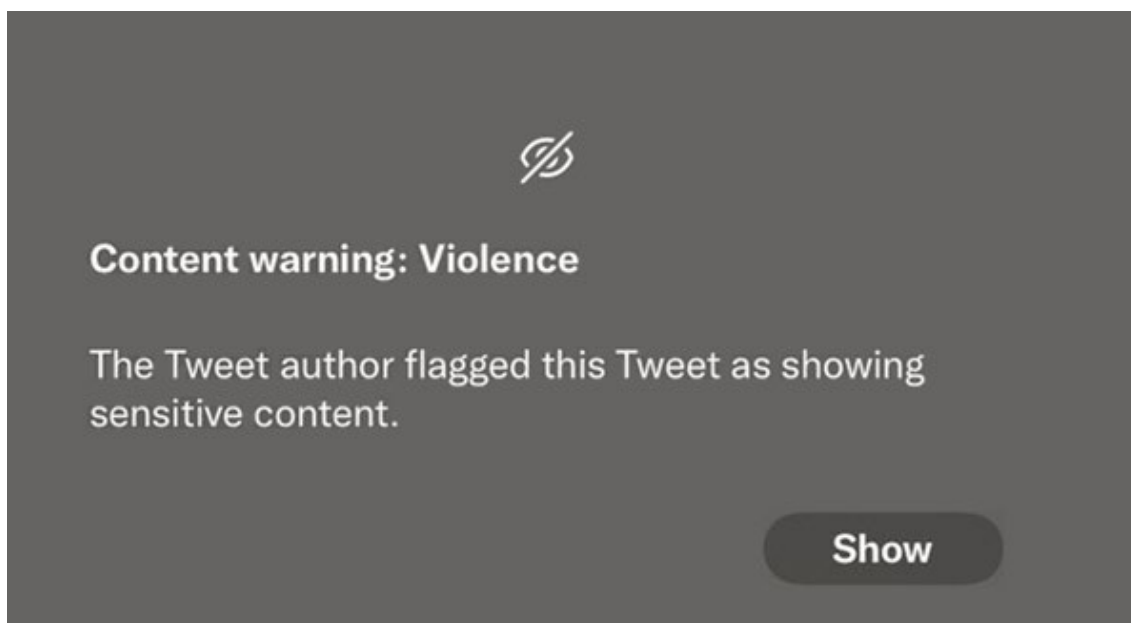 Content warning: Violence
The Tweet author flagged this Tweet as showing
sensitive content.
Show